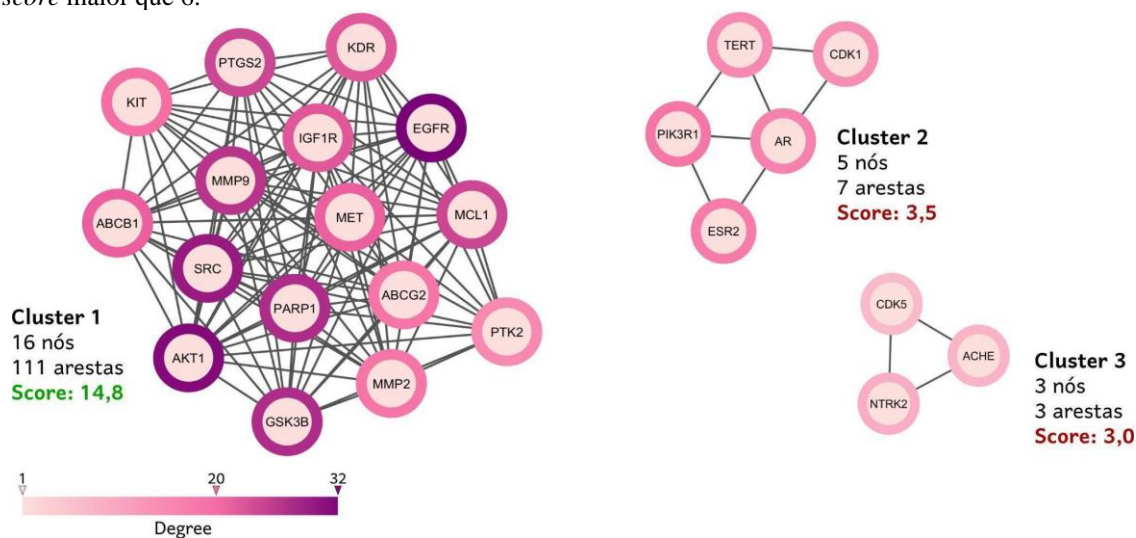 score maior que 6.
KDR
PTGS2
KIT
EGFR
IGF1R
MMP9
ABCB1
MET
MCL1
SRC
PARP1
ABCG2
PTK2
AKT1
MMP2
GSK3B
Cluster 1
16 nós
111 arestas
Score: 14,8
1 20 32
Degree
TERT
CDK1
PIK3R1
AR
ESR2
Cluster 2
5 nós
7 arestas
Score: 3,5
CDK5
ACHE
NTRK2
Cluster 3
3 nós
3 arestas
Score: 3,0